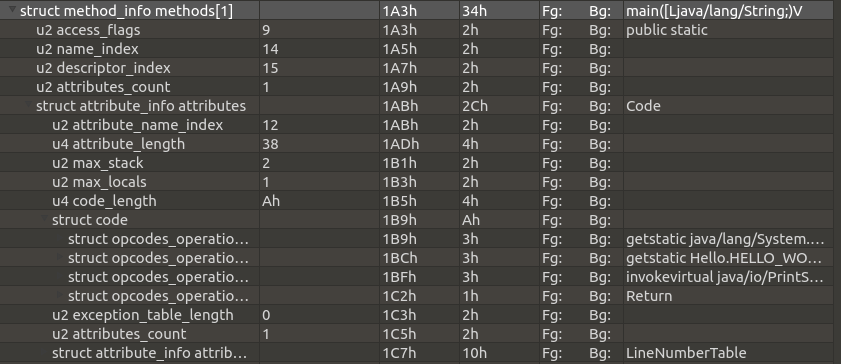 struct method_info methods[1] 1A3h 34h Fg: Bg: main([Ljava/lang/String;)V
u2 access_flags 9 1A3h 2h Fg: Bg: public static
u2 name_index 14 1A5h 2h Fg: Bg:
u2 descriptor_index 15 1A7h 2h Fg: Bg:
u2 attributes_count 1 1A9h 2h Fg: Bg:
struct attribute_info attributes 1ABh 2Ch Fg: Bg: Code
u2 attribute_name_index 12 1ABh 2h Fg: Bg:
u4 attribute_length 38 1ADh 4h Fg: Bg:
u2 max_stack 2 1B1h 2h Fg: Bg:
u2 max_locals 1 1B3h 2h Fg: Bg:
u4 code_length Ah 1B5h 4h Fg: Bg:
struct code 1B9h Ah Fg: Bg:
struct opcodes_operatio... 1B9h 3h Fg: Bg: getstatic java/lang/System....
struct opcodes_operatio... 1BCh 3h Fg: Bg: getstatic Hello.HELLO_WO...
struct opcodes_operatio... 1BFh 3h Fg: Bg: invokevirtual java/io/PrintS...
struct opcodes_operatio... 1C2h 1h Fg: Bg: Return
u2 exception_table_length 0 1C3h 2h Fg: Bg:
u2 attributes_count 1 1C5h 2h Fg: Bg:
struct attribute_info attrib... 1C7h 10h Fg: Bg: LineNumberTable